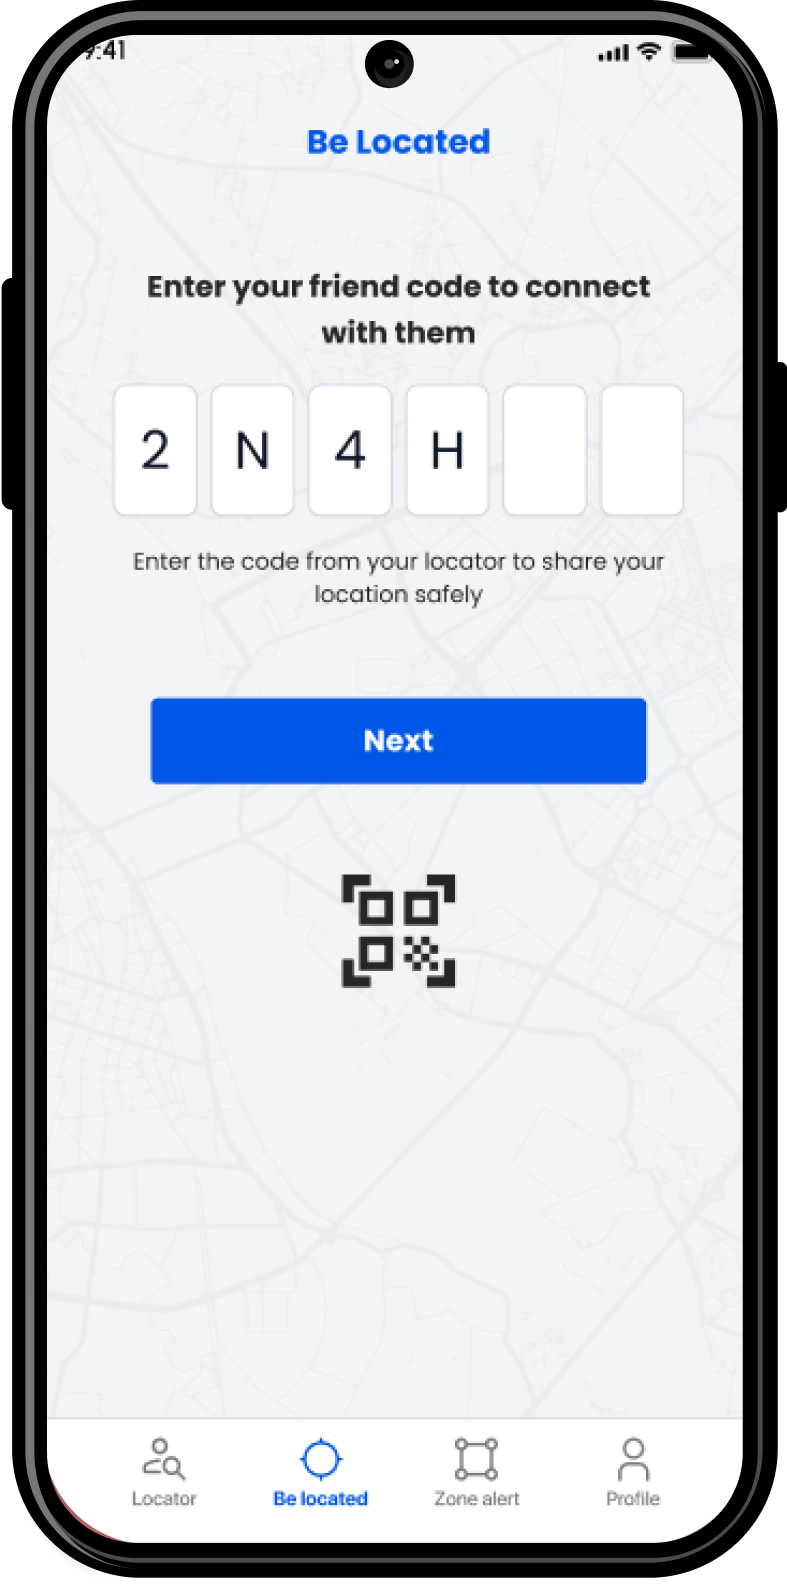 9:41
Be Located
Enter your friend code to connect
with them
2 N 4 H
Enter the code from your locator to share your
location safely
Next
Locator Be located Zone alert Profile